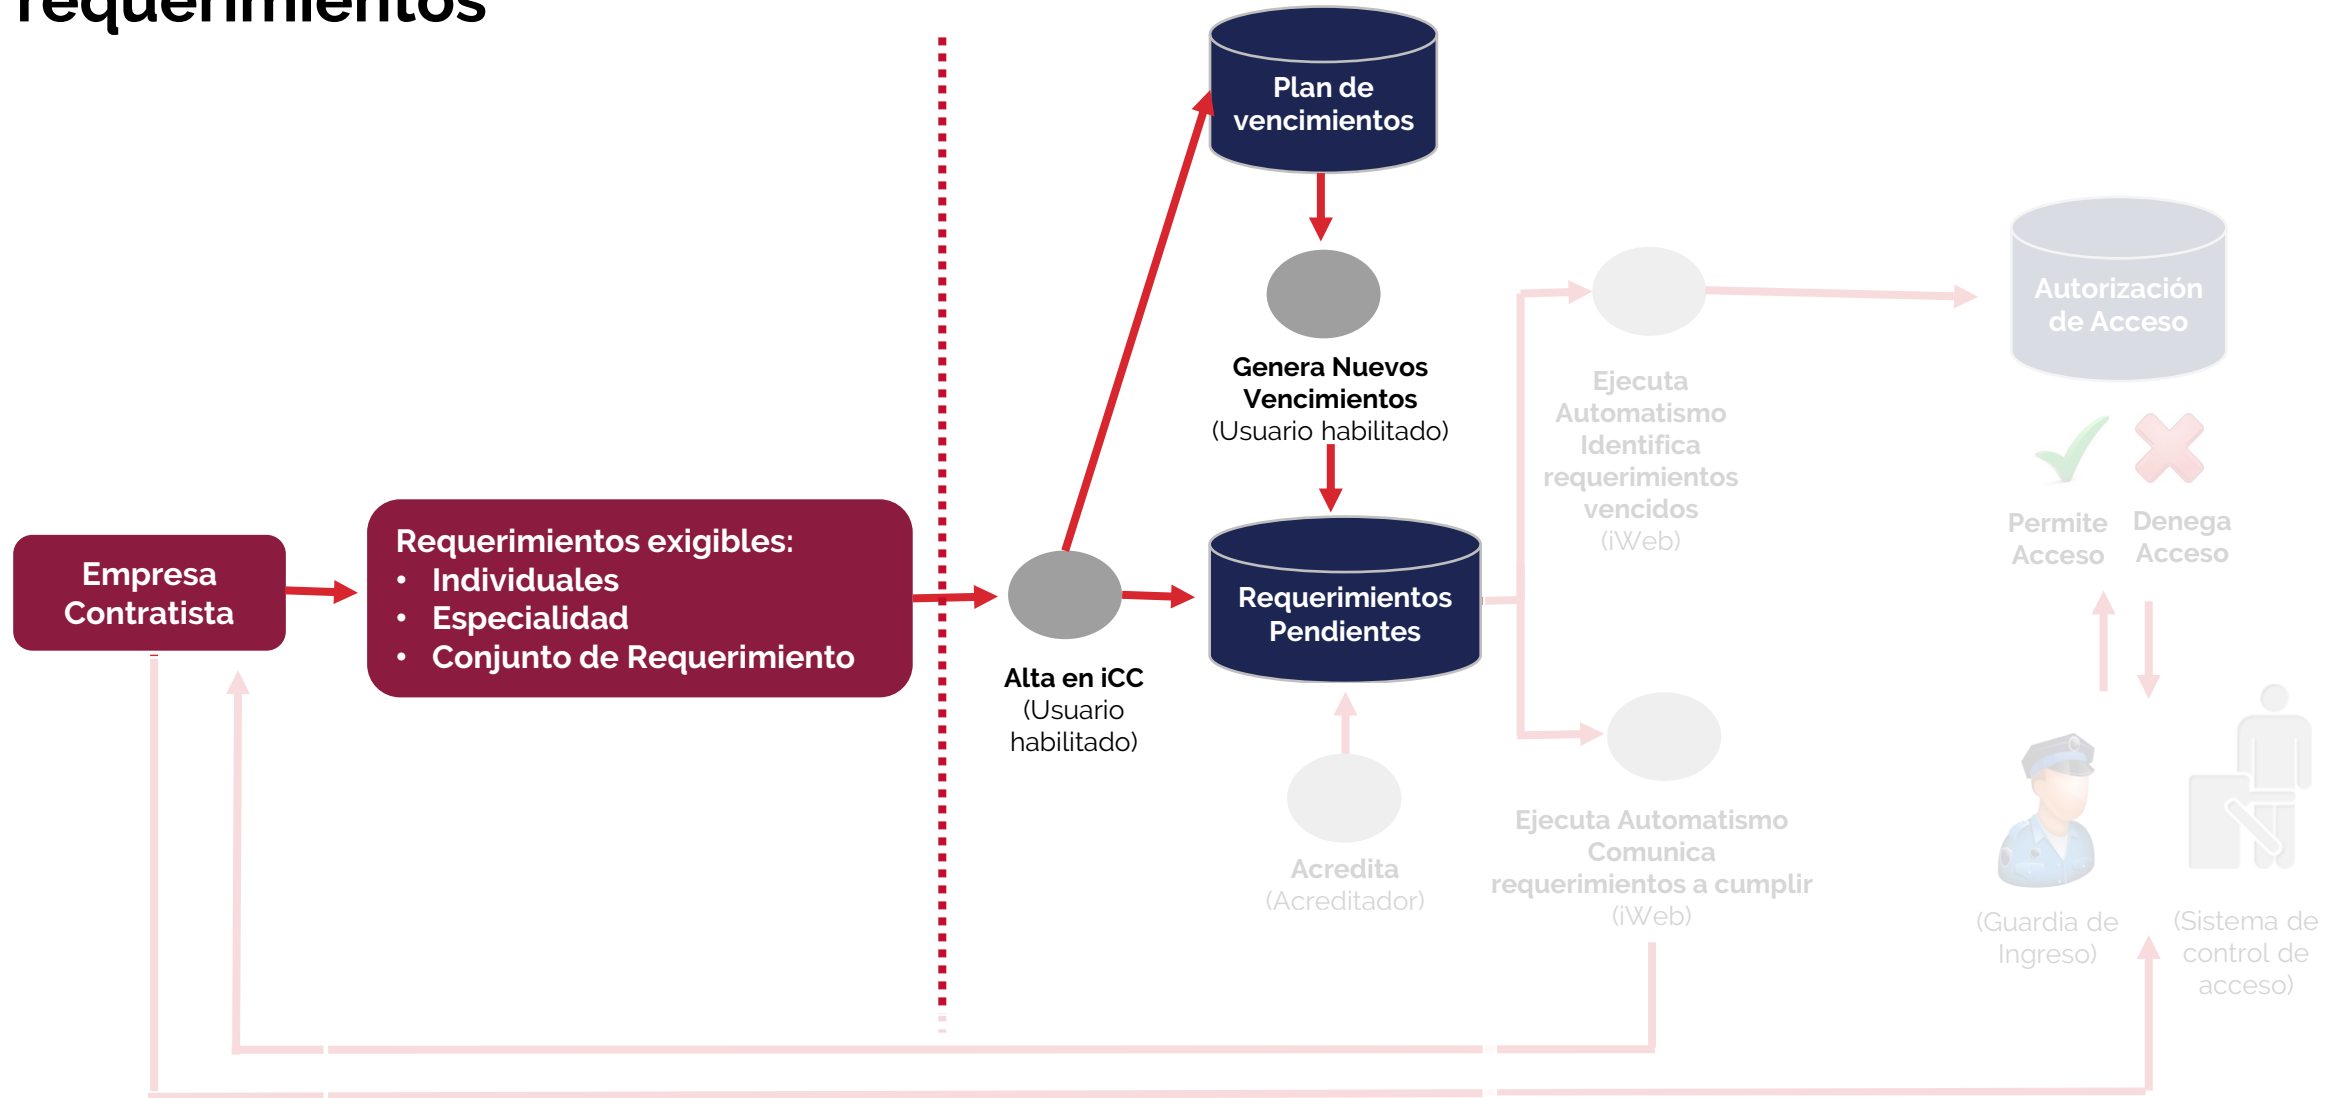 requerimientos
Plan de
vencimientos
Genera Nuevos
Vencimientos
(Usuario habilitado)
Empresa
Contratista
Requerimientos exigibles:
• Individuales
• Especialidad
• Conjunto de Requerimiento
Alta en iCC
(Usuario
habilitado)
Requerimientos
Pendientes
Acredita
(Acreditador)
Ejecuta
Automatismo
Identifica
requerimientos
vencidos
(iWeb)
Ejecuta Automatismo
Comunica
requerimientos a cumplir
(iWeb)
Autorización
de Acceso
Permite
Acceso
Denega
Acceso
(Guardia de
Ingreso)
(Sistema de
control de
acceso)